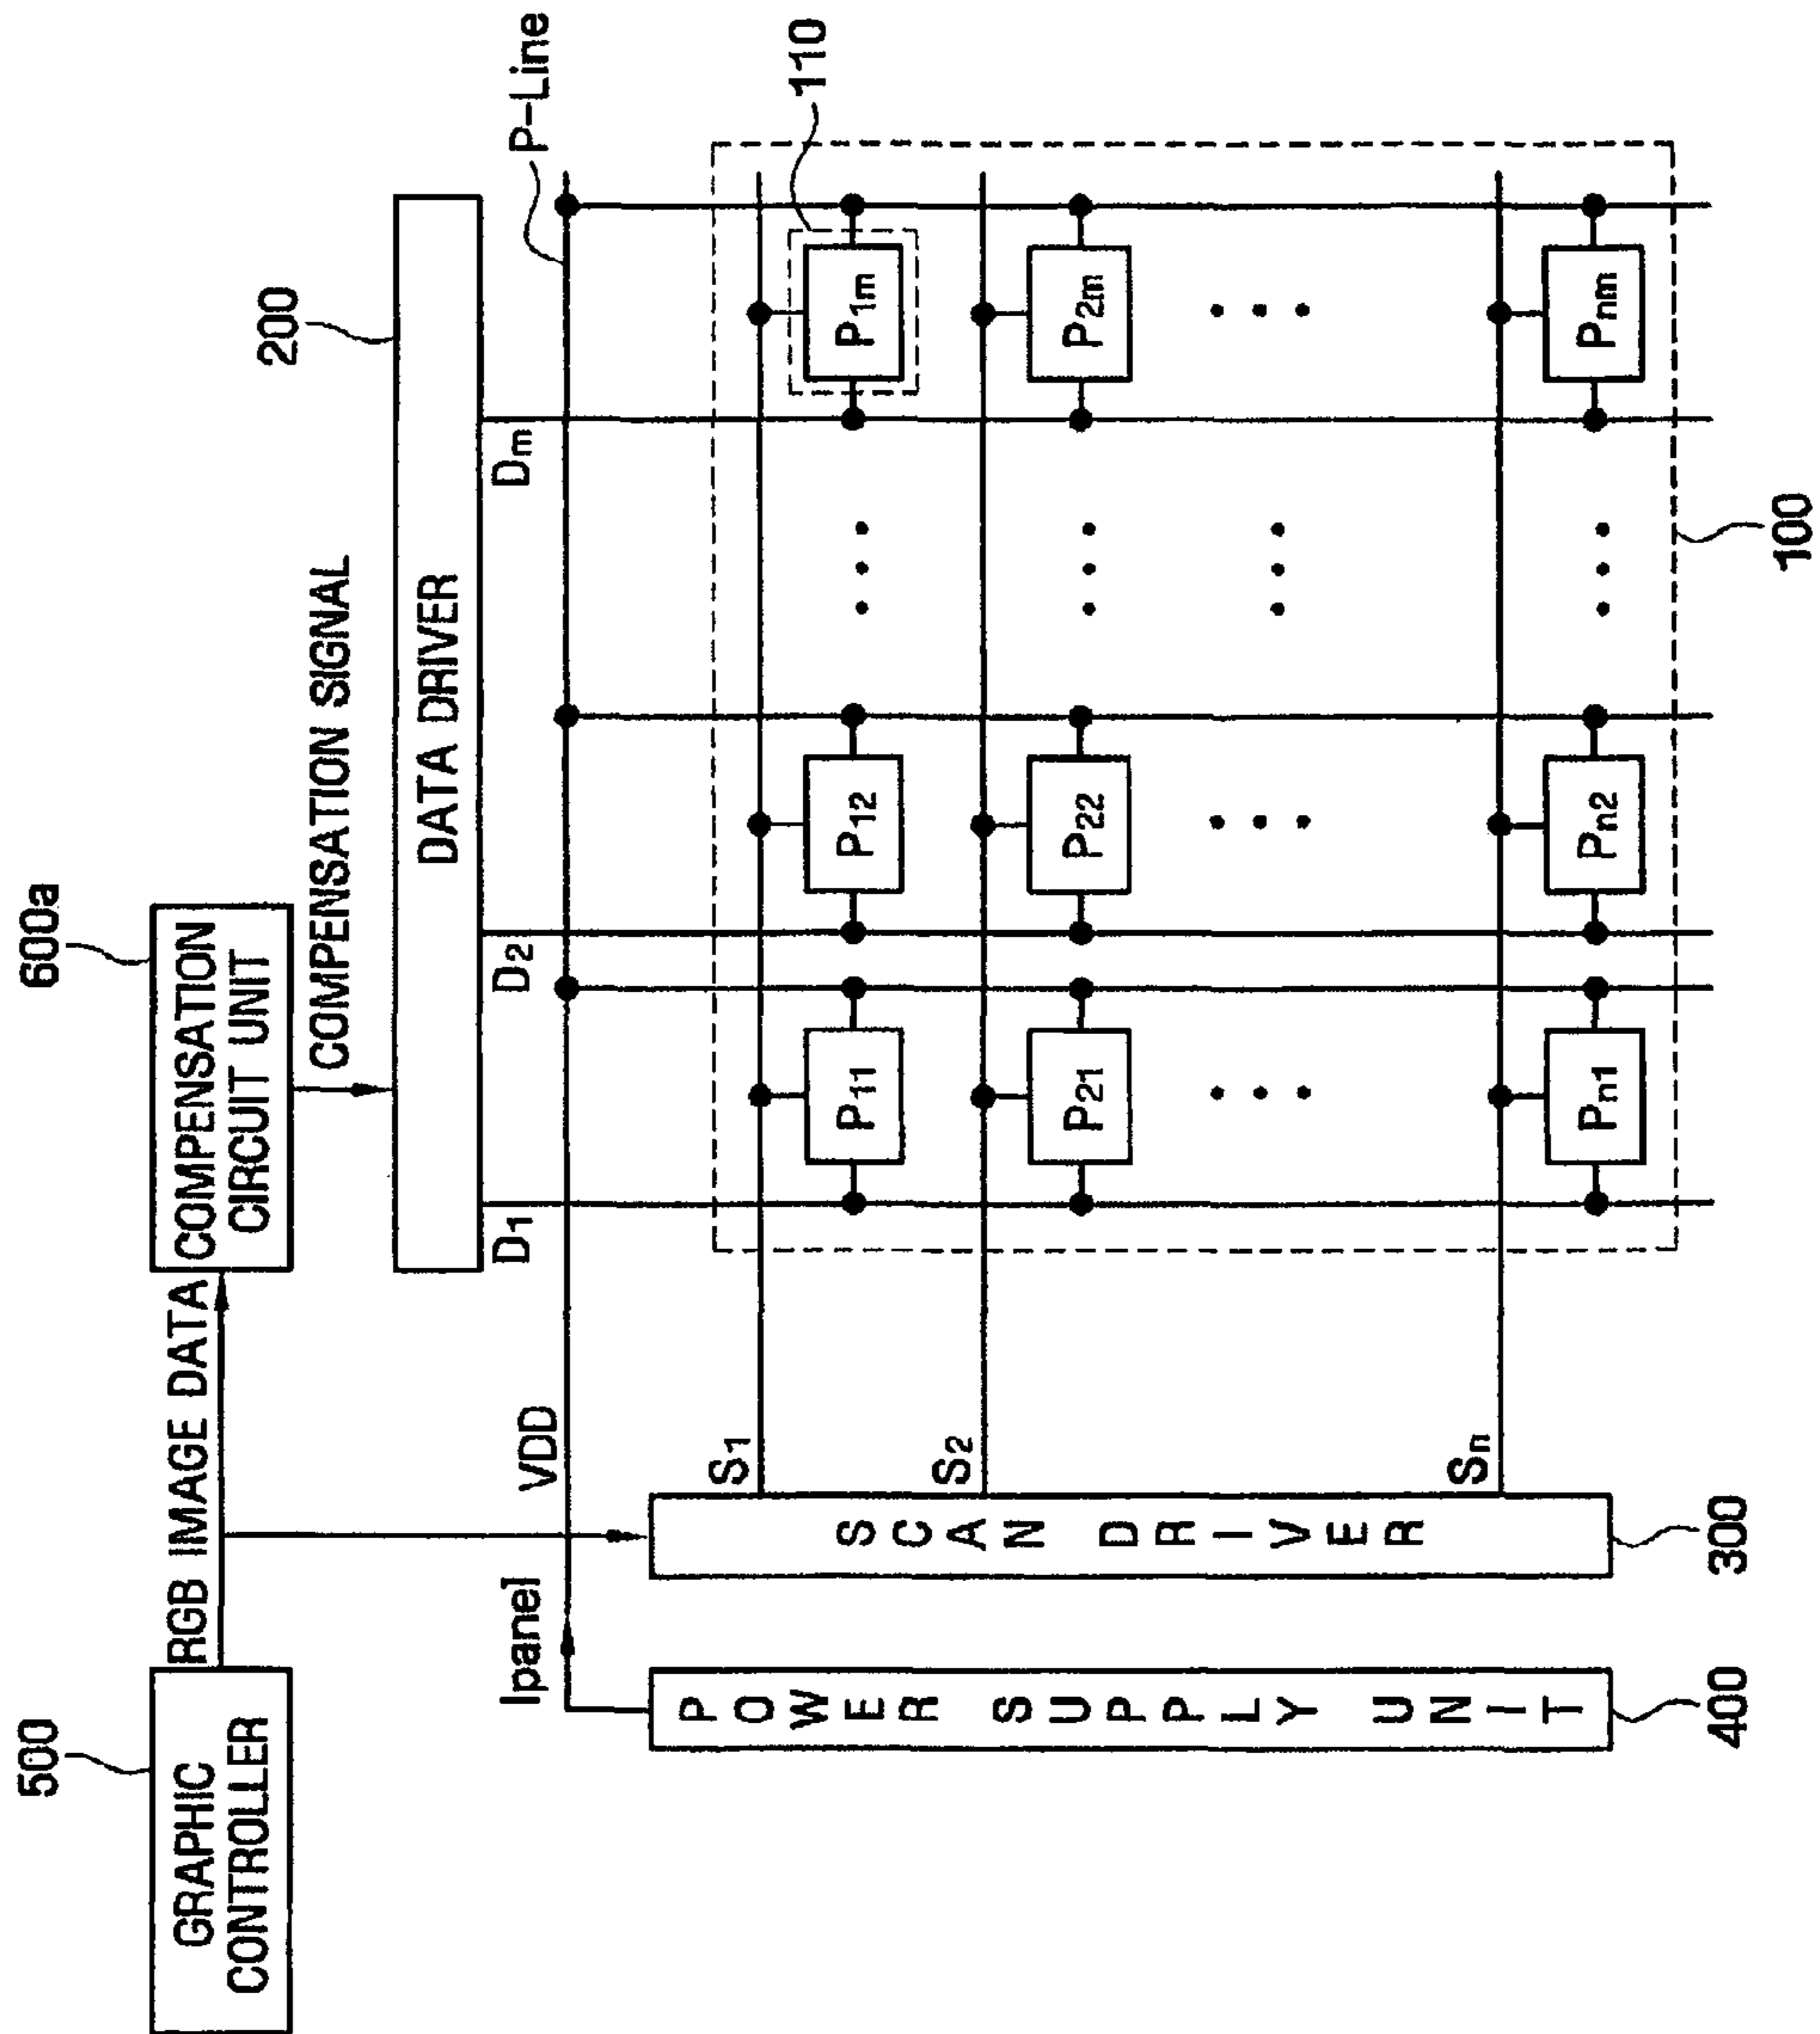 500
GRAPHIC
CONTROLLER
RGB IMAGE DATA
600a
COMPENSATION
CIRCUIT UNIT
COMPENSATION SIGNAL
200
DATA DRIVER
D1
D2
Dm
P-Line
Ipanel
VDD
110
S1
P11
P12
P1m
S2
P21
P22
P2m
Sn
Pn1
Pn2
Pnm
POWER SUPPLY UNIT
SCAN DRIVER
400
300
100